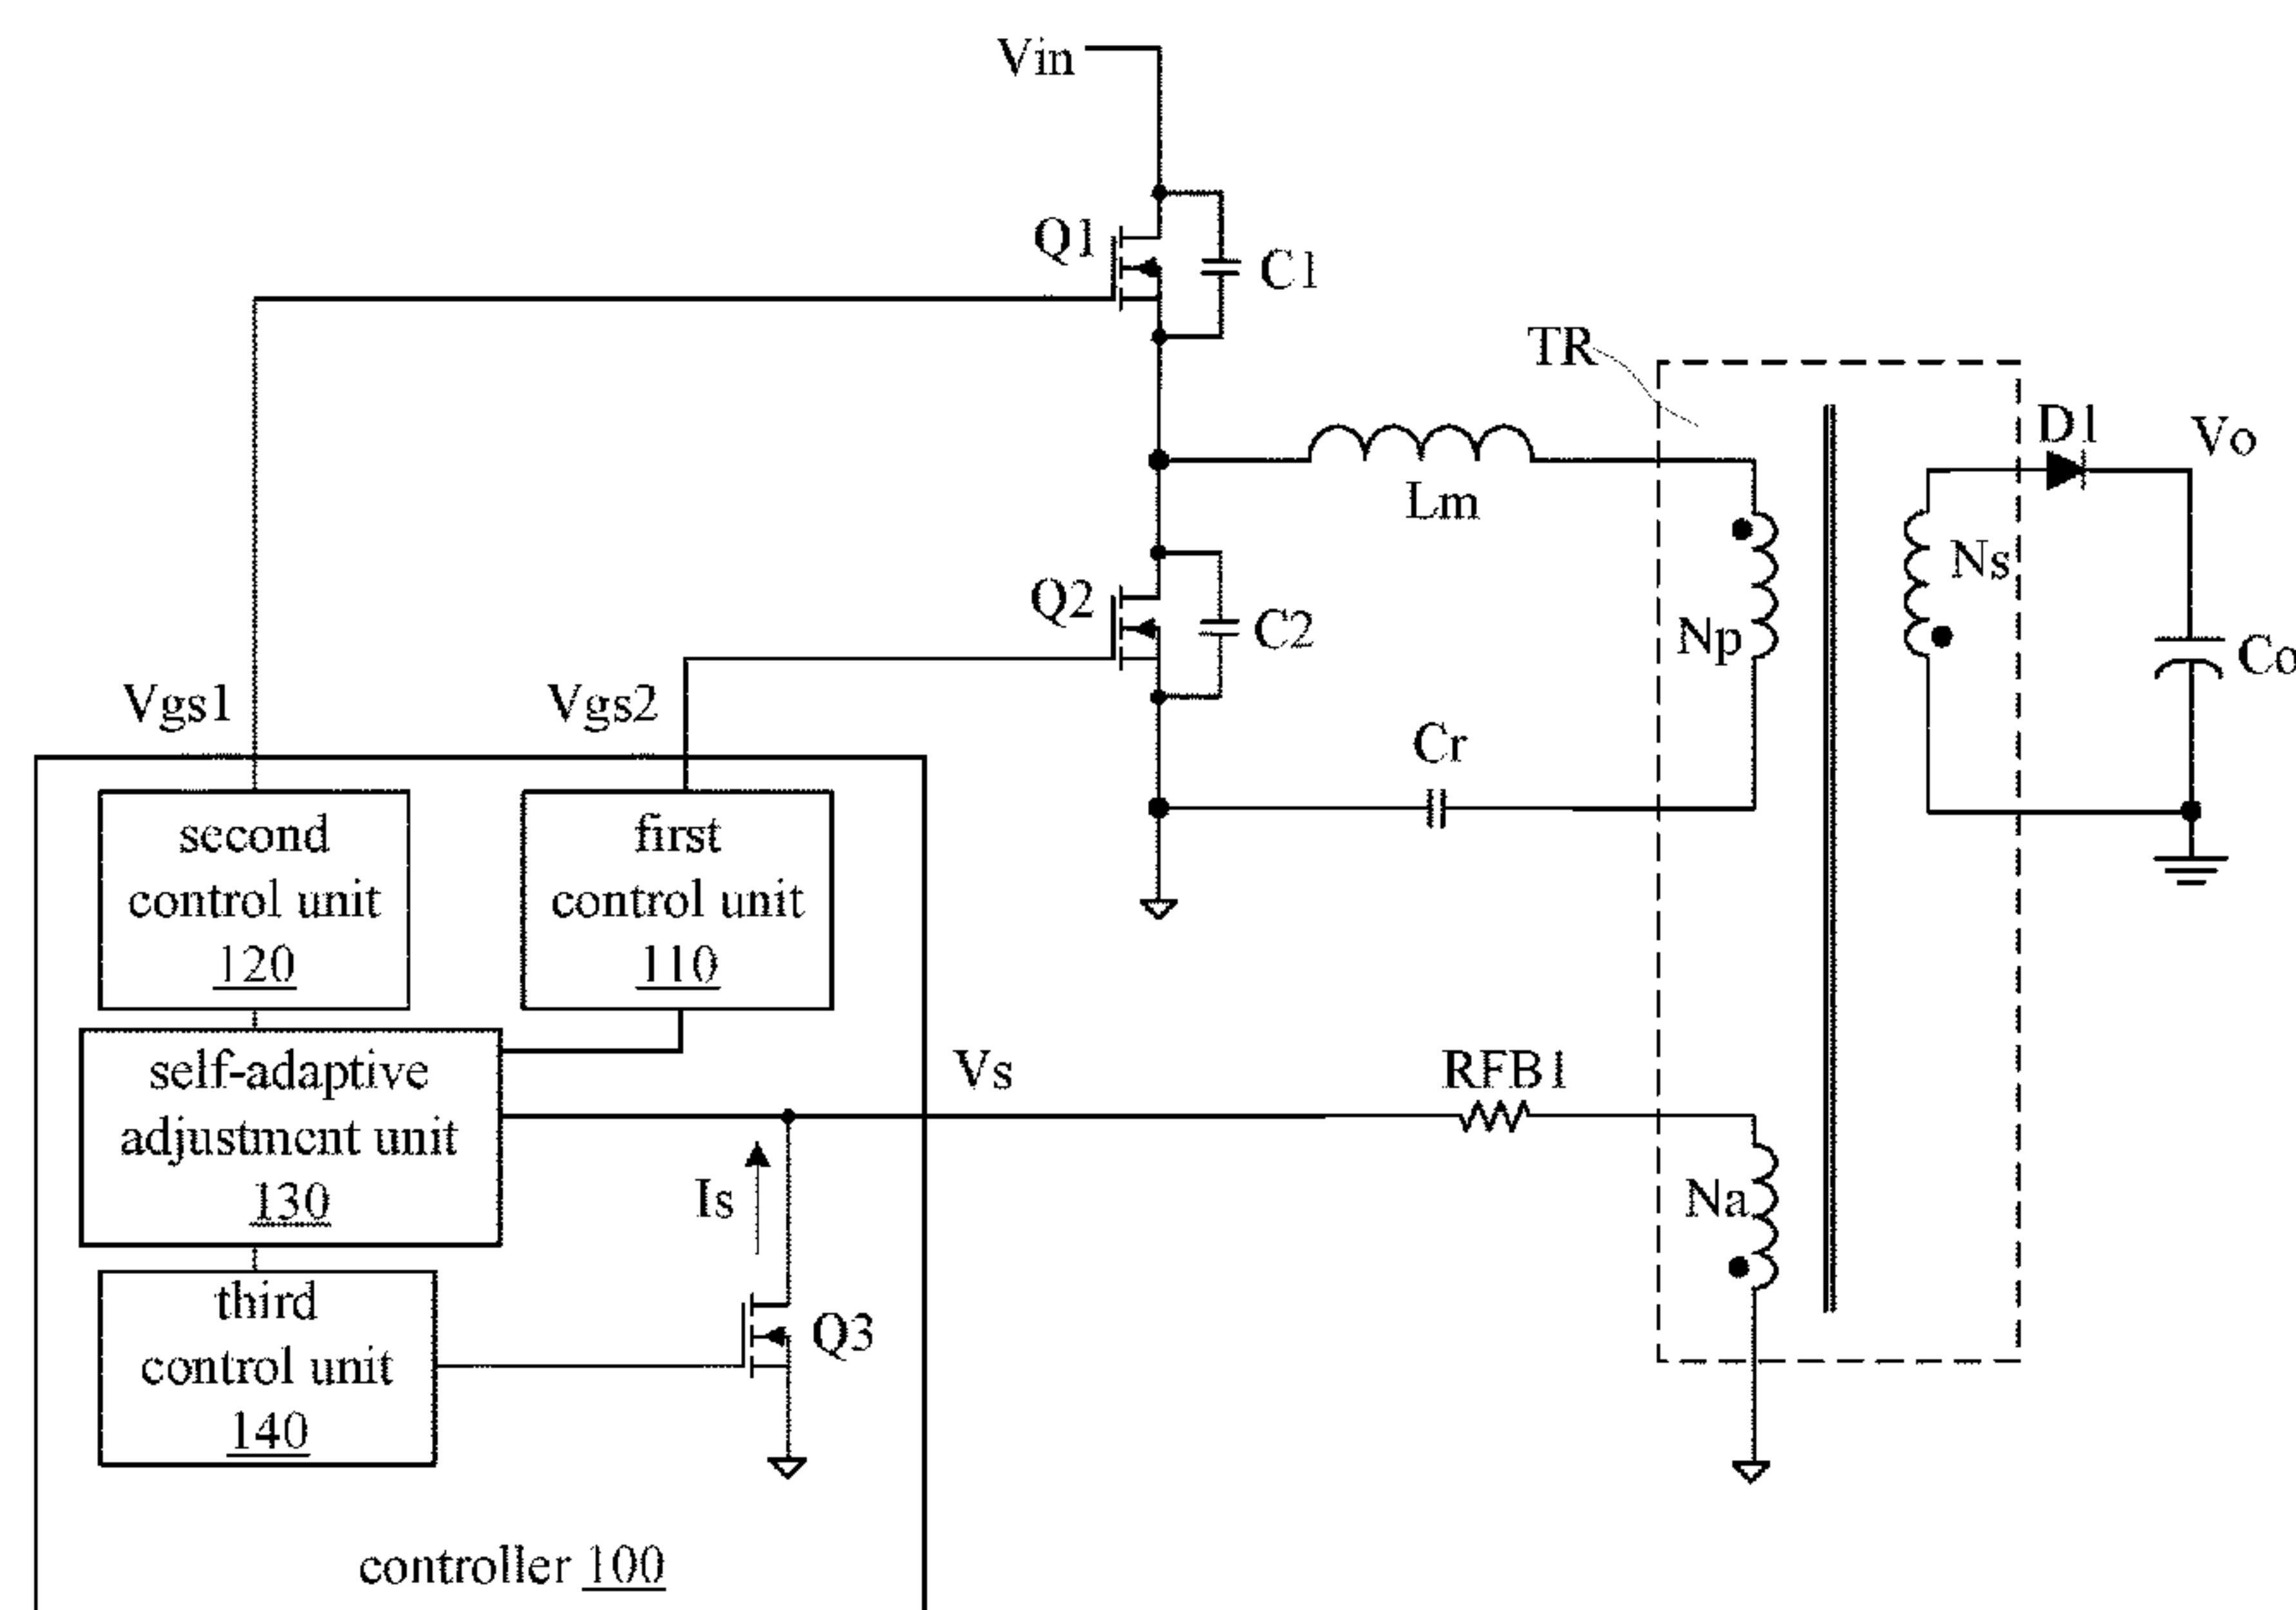 Vin
Q1
C1
TR
D1
Vo
Lm
Q2
C2
Np
Ns
Co
Vgs1
Vgs2
Cr
second
control unit
120
first
control unit
110
self-adaptive
adjustment unit
130
Vs
RFB1
Is
Na
third
control unit
140
Q3
controller 100